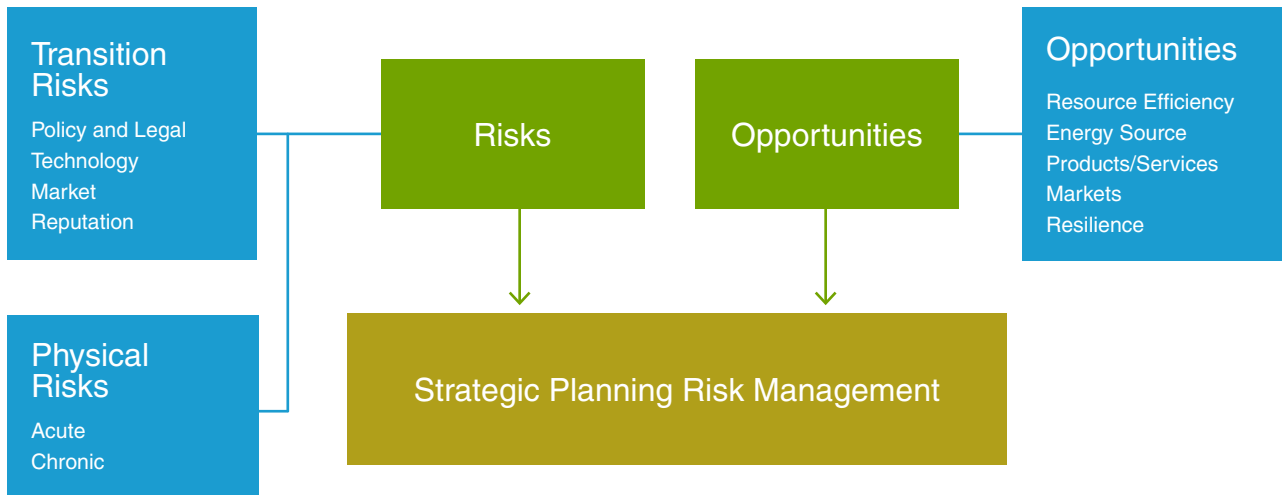 Transition
Risks
Policy and Legal
Technology
Market
Reputation
Physical
Risks
Acute
Chronic
Risks
Opportunities
Strategic Planning Risk Management
Opportunities
Resource Efficiency
Energy Source
Products/Services
Markets
Resilience